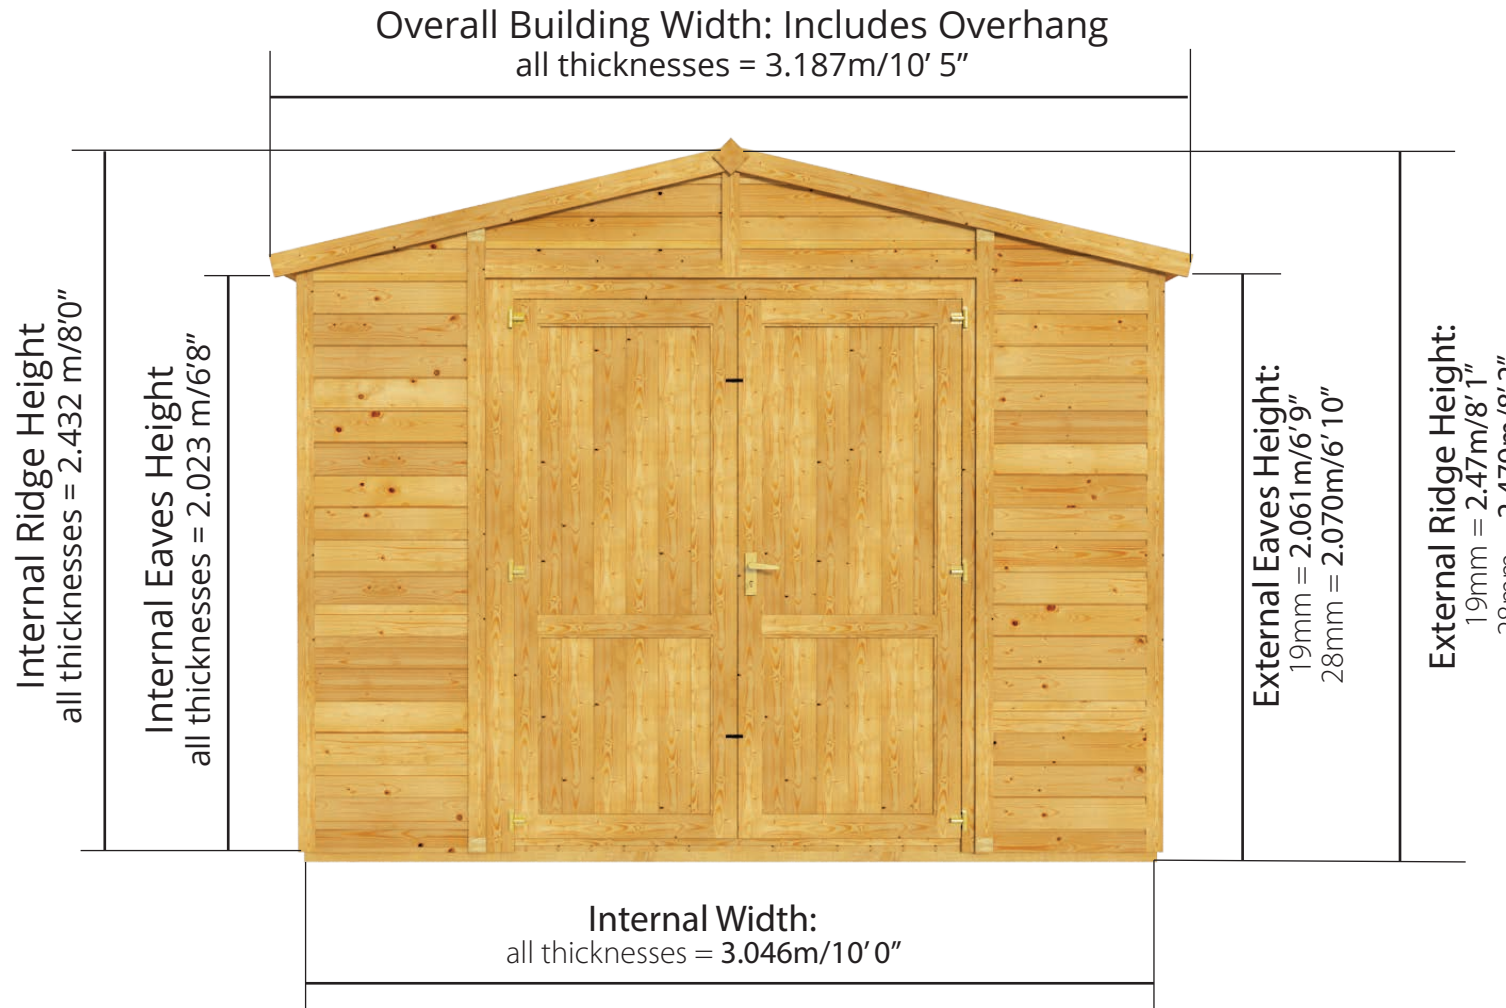 Overall Building Width: Includes Overhang
all thicknesses = 3.187m/10' 5”
Internal Ridge Height
all thicknesses = 2.432 m/8'0”
Internal Eaves Height
all thicknesses = 2.023 m/6'8”
External Eaves Height:
19mm = 2.061m/6' 9”
28mm = 2.070m/6' 10”
External Ridge Height:
19mm = 2.47m/8' 1”
Internal Width:
all thicknesses = 3.046m/10' 0”